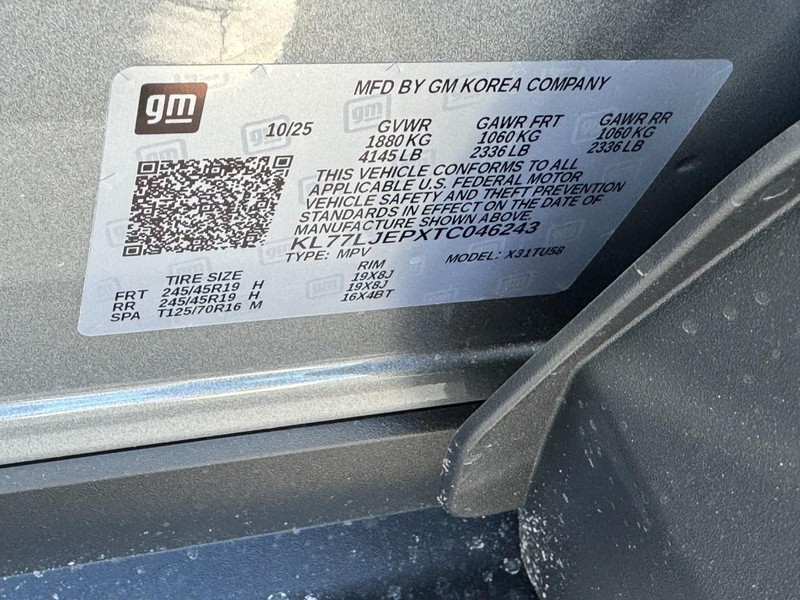 gm
MFD BY GM KOREA COMPANY
10/25 GVWR GAWR FRT GAWR RR
1880 KG 1060 KG 1060 KG
4145 LB 2336 LB 2336 LB
THIS VEHICLE CONFORMS TO ALL
APPLICABLE U.S. FEDERAL MOTOR
VEHICLE SAFETY AND THEFT PREVENTION
STANDARDS IN EFFECT ON THE DATE OF
MANUFACTURE SHOWN ABOVE.
KL77LJEPXTC046243
TYPE: MPV MODEL: X31TU58
TIRE SIZE RIM
FRT 245/45R19 H 19X8J
RR 245/45R19 H 19X8J
SPA T125/70R16 M 16X4BT